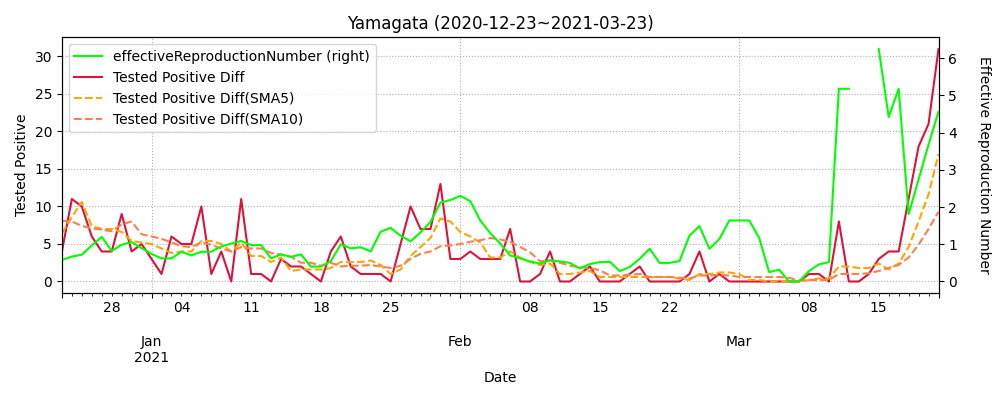 Yamagata (2020-12-23~2021-03-23)
effectiveReproductionNumber (right)
Tested Positive Diff
Tested Positive Diff(SMA5)
Tested Positive Diff(SMA10)
Tested Positive
30
25
20
15
10
5
0
6
5
4
3
2
1
0
Effective Reproduction Number
28 04 11 18 25 08 15 22 08 15
Jan Feb Mar
2021
Date